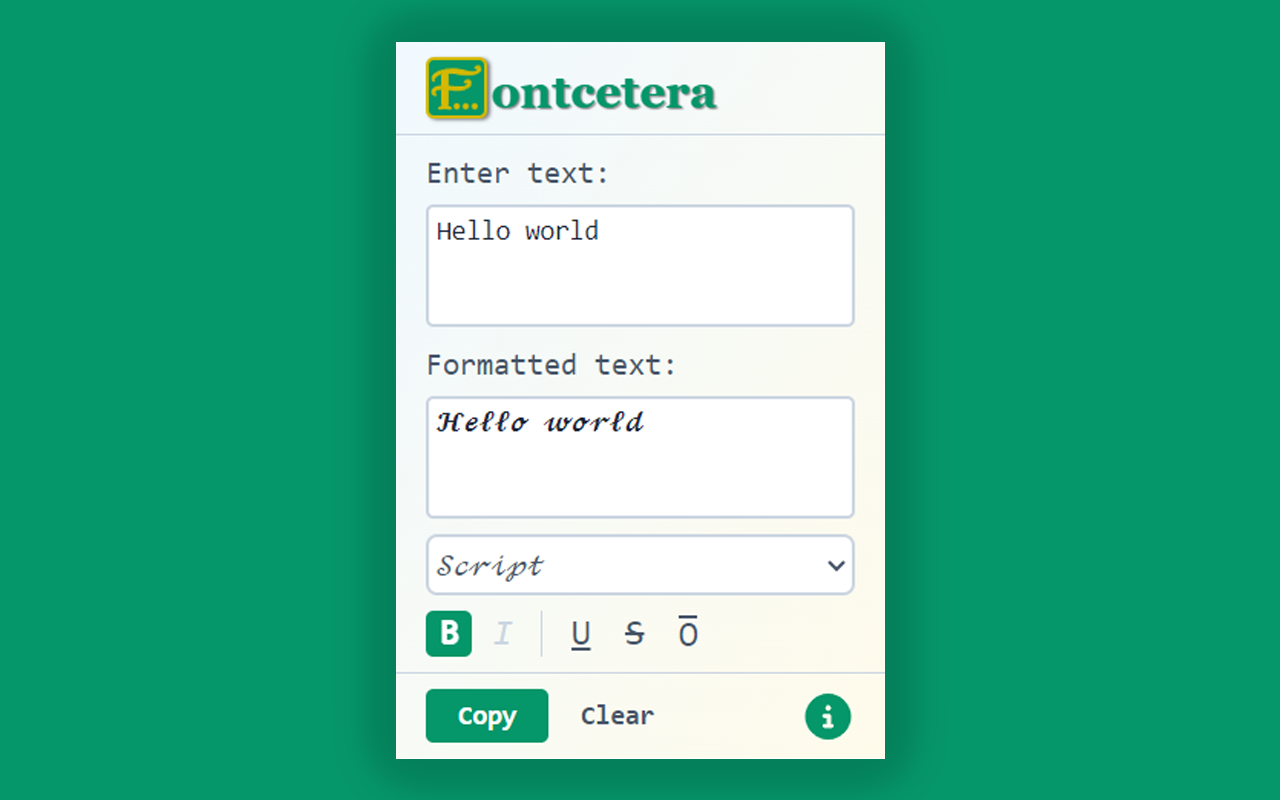 Fontcetera
Enter text:
Hello world
Formatted text:
𝓗𝓮𝓵𝓵𝓸 𝔀𝓸𝓻𝓵𝓭
𝒮𝒸𝓇𝒾𝓅𝓉
B I U S O
Copy Clear i